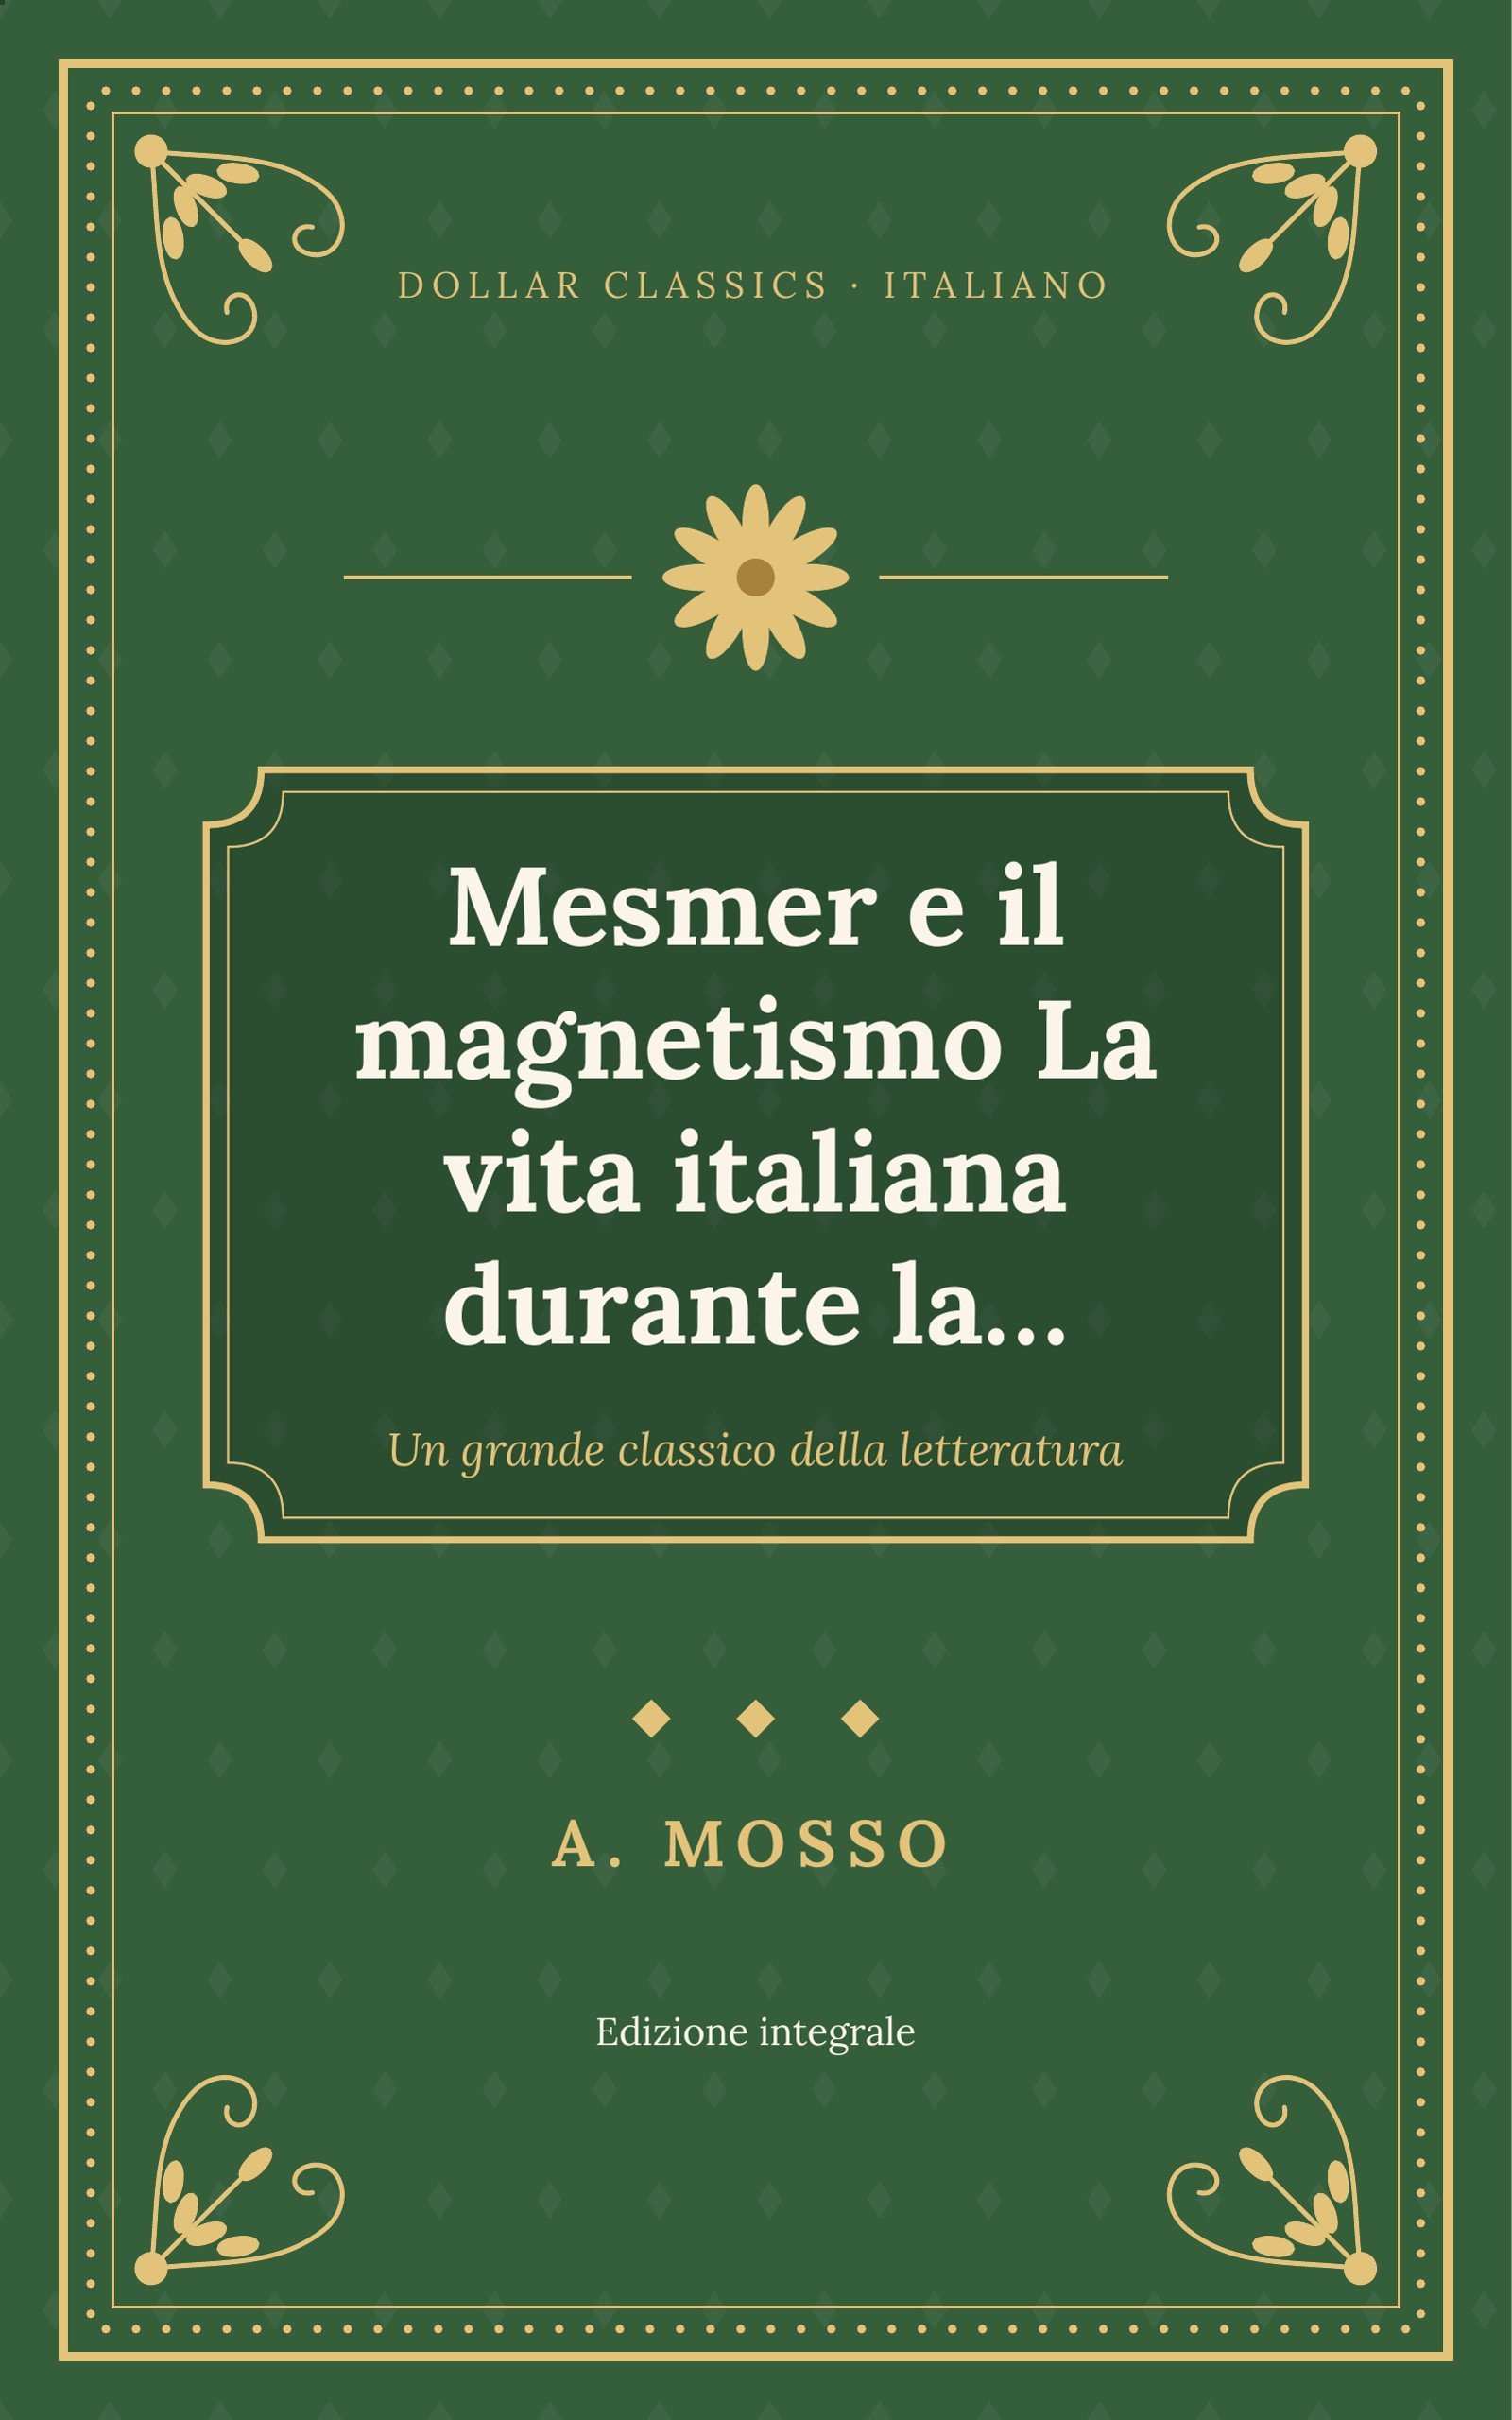 DOLLAR CLASSICS · ITALIANO
Mesmer e il
magnetismo La
vita italiana
durante la...
Un grande classico della letteratura
A. MOSSO
Edizione integrale